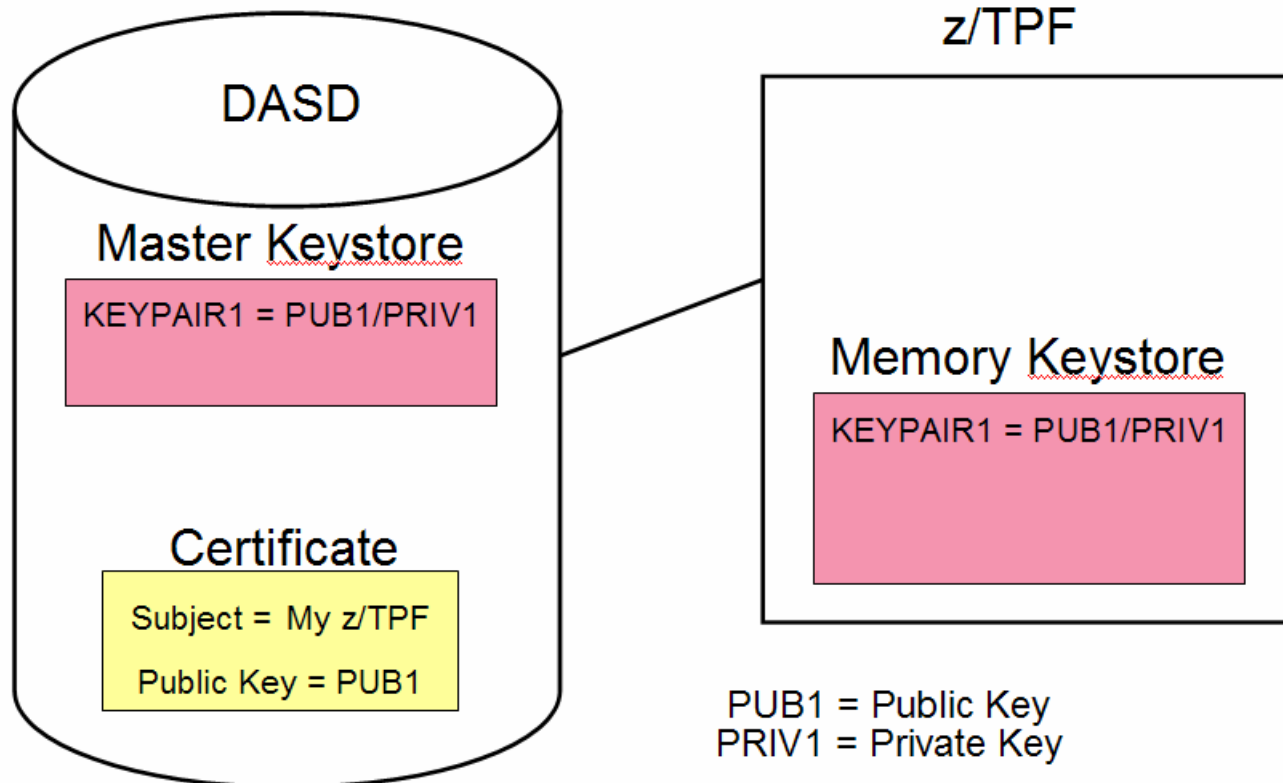 DASD
Master Keystore
KEYPAIR1 = PUB1/PRIV1
Certificate
Subject = My z/TPF
Public Key = PUB1
z/TPF
Memory Keystore
KEYPAIR1 = PUB1/PRIV1
PUB1 = Public Key
PRIV1 = Private Key